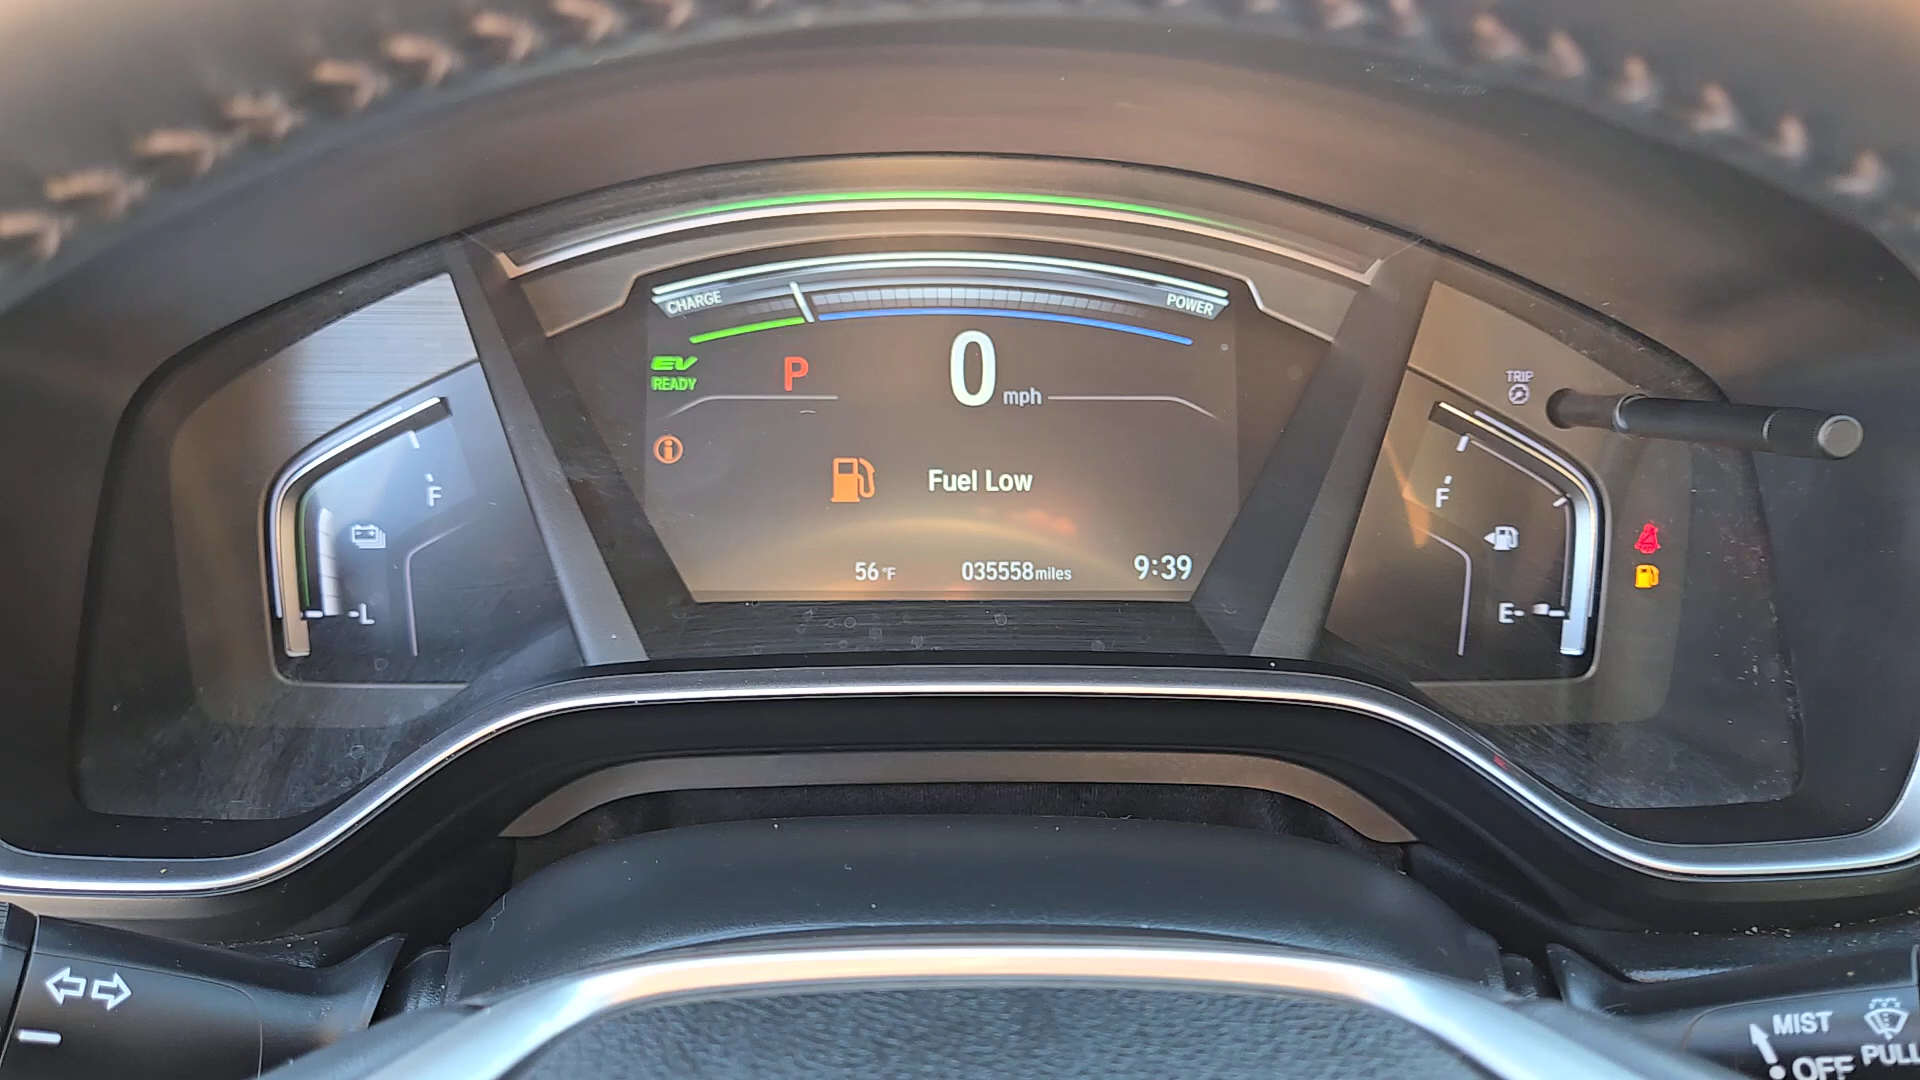 CHARGE
POWER
EV
READY
P
0 mph
TRIP
F
F
Fuel Low
L
E
56 °F
035558 miles
9:39
MIST
OFF
PULL